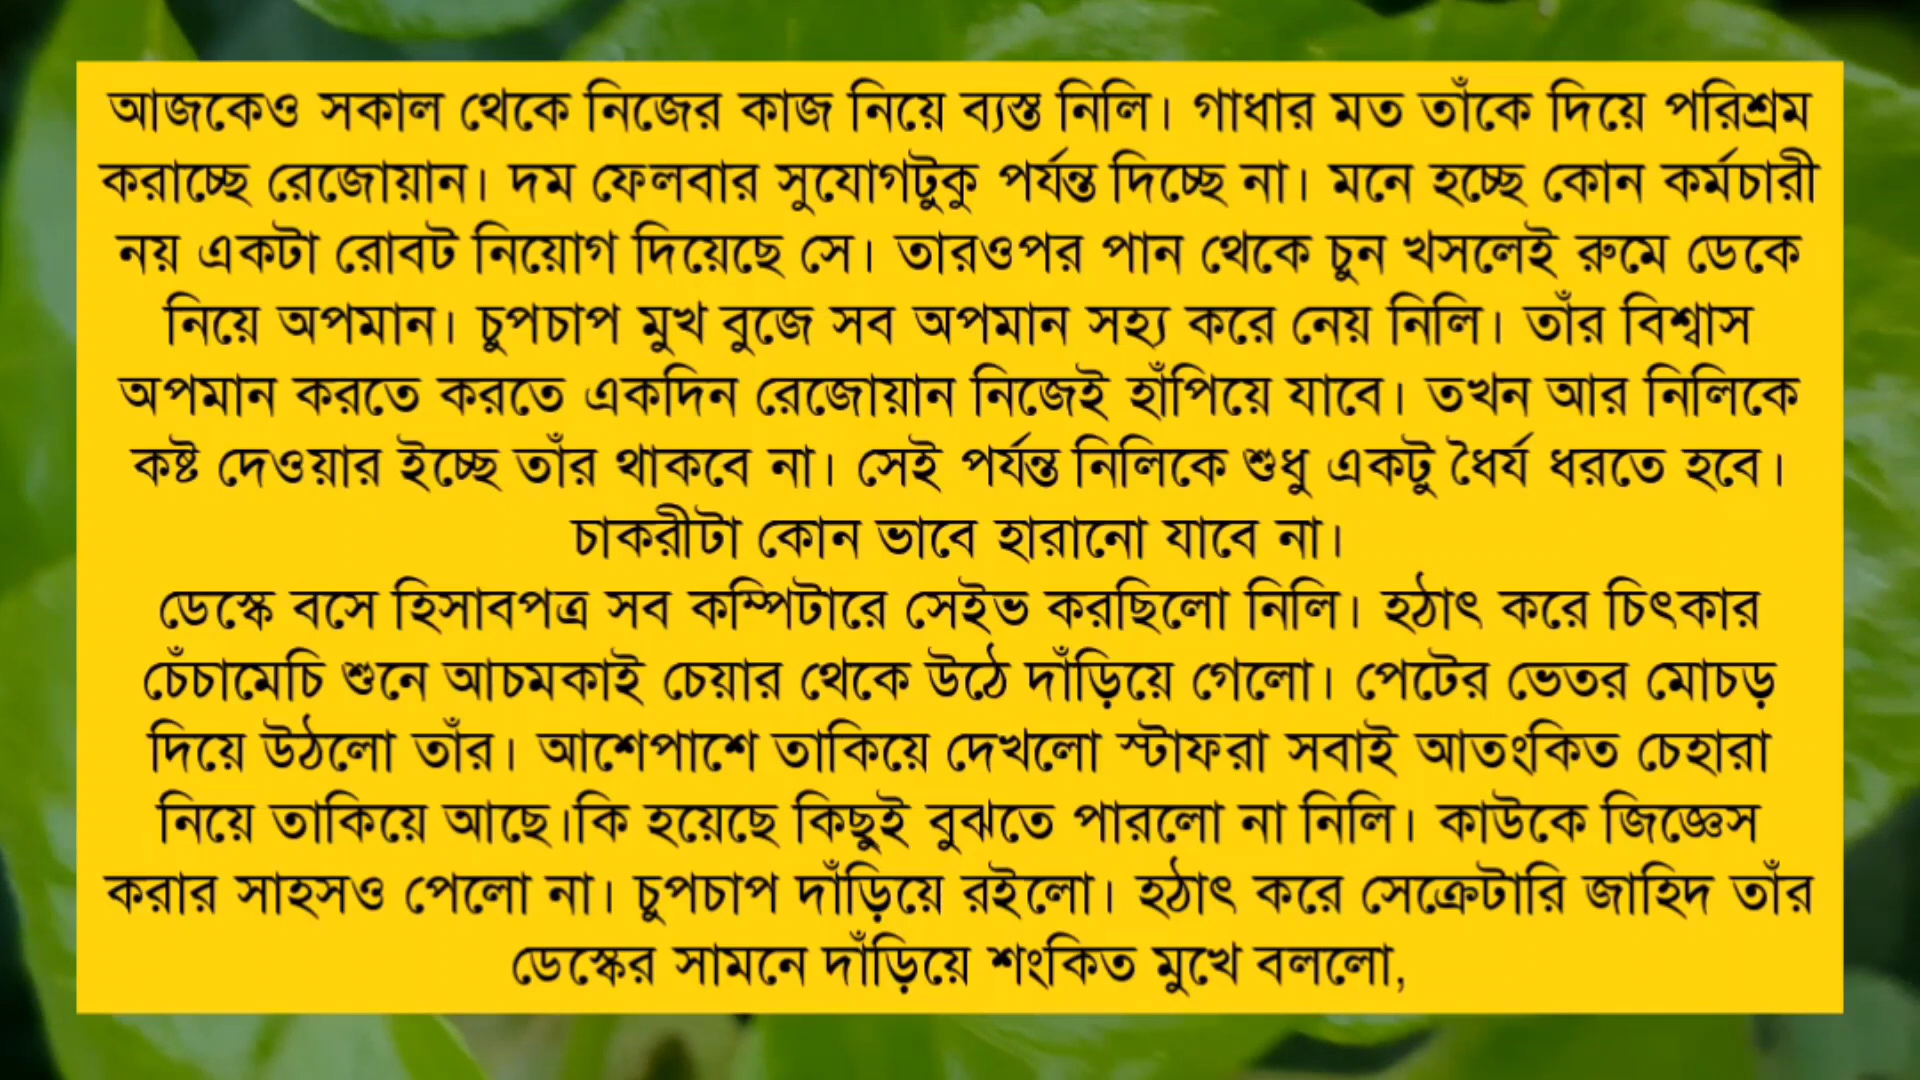 আজকেও সকাল থেকে নিজের কাজ নিয়ে ব্যস্ত নিলি। গাধার মত তাঁকে দিয়ে পরিশ্রম
করাচ্ছে রেজোয়ান। দম ফেলবার সুযোগটুকু পর্যন্ত দিচ্ছে না। মনে হচ্ছে কোন কর্মচারী
নয় একটা রোবট নিয়োগ দিয়েছে সে। তারওপর পান থেকে চুন খসলেই রুমে ডেকে
নিয়ে অপমান। চুপচাপ মুখ বুজে সব অপমান সহ্য করে নেয় নিলি। তাঁর বিশ্বাস
অপমান করতে করতে একদিন রেজোয়ান নিজেই হাঁপিয়ে যাবে। তখন আর নিলিকে
কষ্ট দেওয়ার ইচ্ছে তাঁর থাকবে না। সেই পর্যন্ত নিলিকে শুধু একটু ধৈর্য ধরতে হবে।
চাকরীটা কোন ভাবে হারানো যাবে না।
ডেস্কে বসে হিসাবপত্র সব কম্পিটারে সেইভ করছিলো নিলি। হঠাৎ করে চিৎকার
চেঁচামেচি শুনে আচমকাই চেয়ার থেকে উঠে দাঁড়িয়ে গেলো। পেটের ভেতর মোচড়
দিয়ে উঠলো তাঁর। আশেপাশে তাকিয়ে দেখলো স্টাফরা সবাই আতংকিত চেহারা
নিয়ে তাকিয়ে আছে।কি হয়েছে কিছুই বুঝতে পারলো না নিলি। কাউকে জিজ্ঞেস
করার সাহসও পেলো না। চুপচাপ দাঁড়িয়ে রইলো। হঠাৎ করে সেক্রেটারি জাহিদ তাঁর
ডেস্কের সামনে দাঁড়িয়ে শংকিত মুখে বললো,